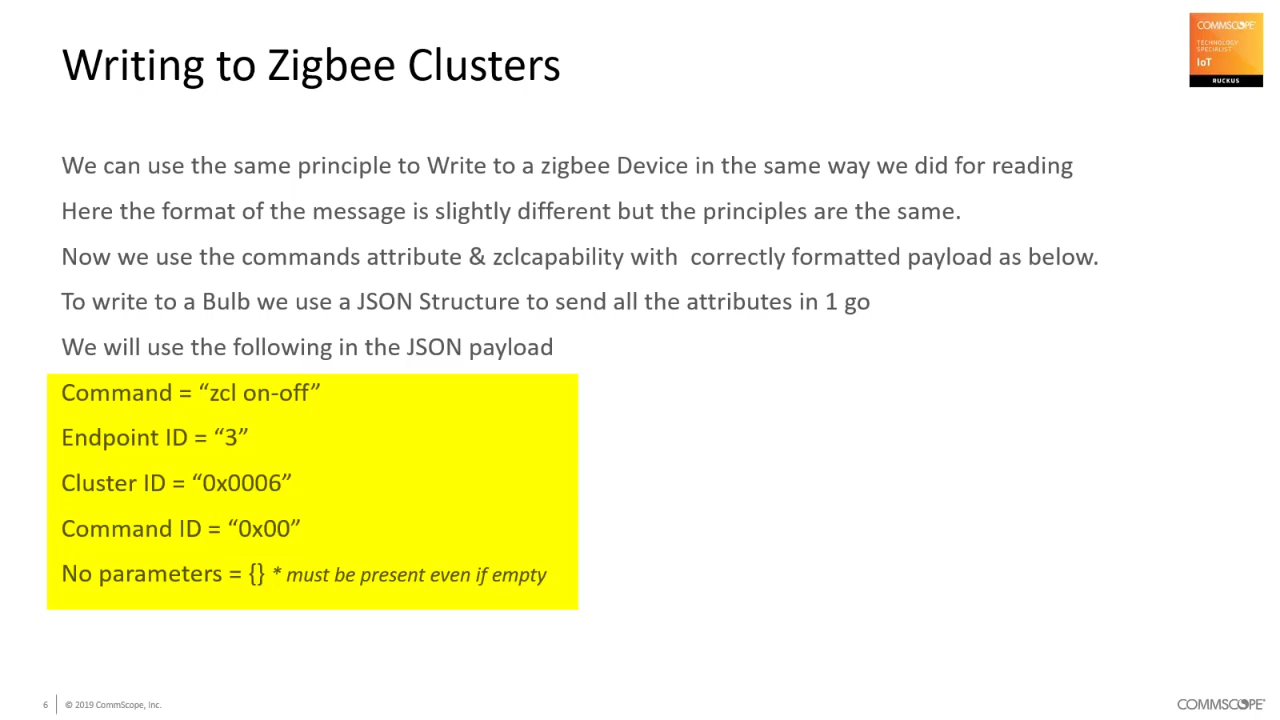 Writing to Zigbee Clusters
COMMSCOPE®
TECHNOLOGY
SPECIALIST
IoT
RUCKUS
We can use the same principle to Write to a zigbee Device in the same way we did for reading
Here the format of the message is slightly different but the principles are the same.
Now we use the commands attribute & zclcapability with  correctly formatted payload as below.
To write to a Bulb we use a JSON Structure to send all the attributes in 1 go
We will use the following in the JSON payload
Command = “zcl on-off”
Endpoint ID = “3”
Cluster ID = “0x0006”
Command ID = “0x00”
No parameters = {} * must be present even if empty
6 © 2019 CommScope, Inc.
COMMSCOPE®